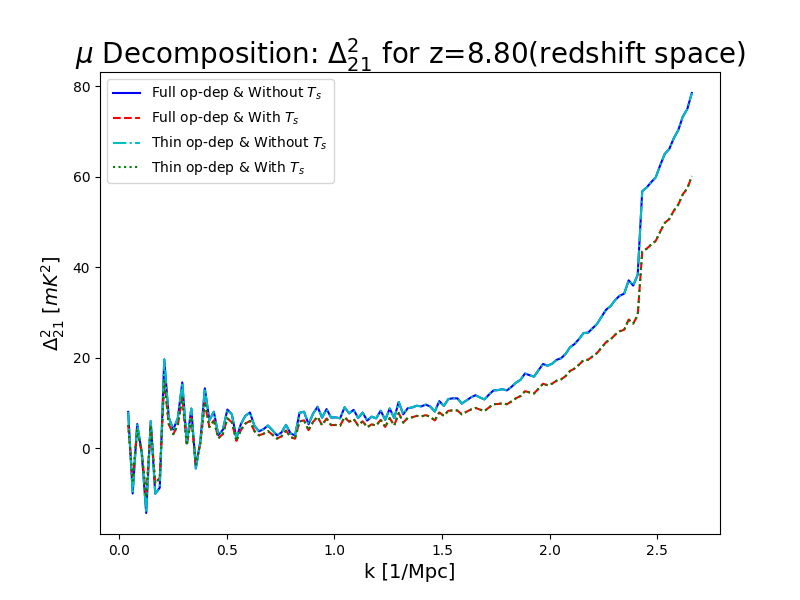 μ Decomposition: Δ²₂₁ for z=8.80(redshift space)
Full op-dep & Without Tₛ
Full op-dep & With Tₛ
Thin op-dep & Without Tₛ
Thin op-dep & With Tₛ
80
60
40
20
0
Δ²₂₁ [mK²]
0.0 0.5 1.0 1.5 2.0 2.5
k [1/Mpc]